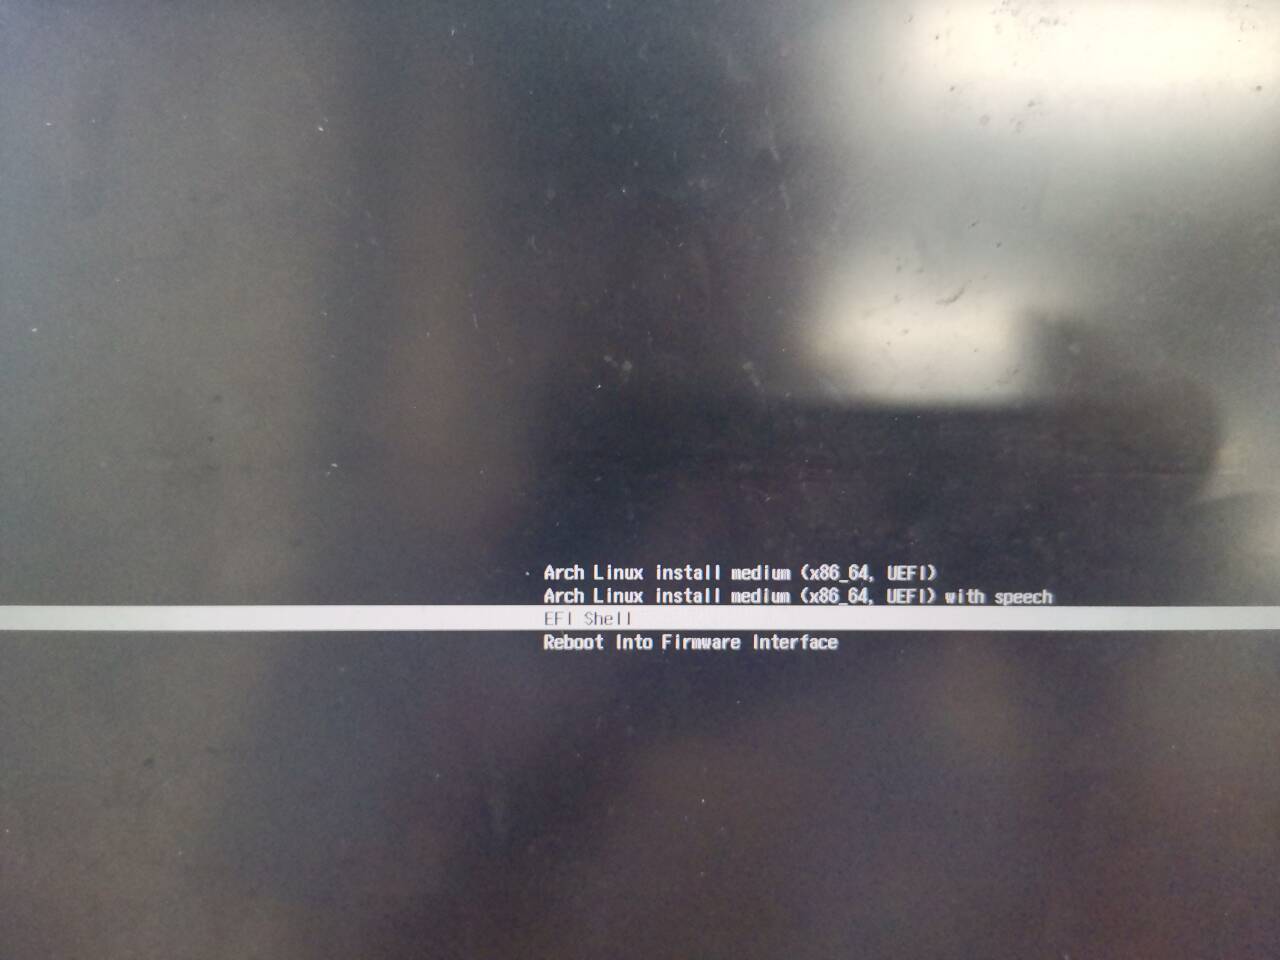 Arch Linux install medium (x86_64, UEFI)
Arch Linux install medium (x86_64, UEFI) with speech
EFI Shell
Reboot Into Firmware Interface